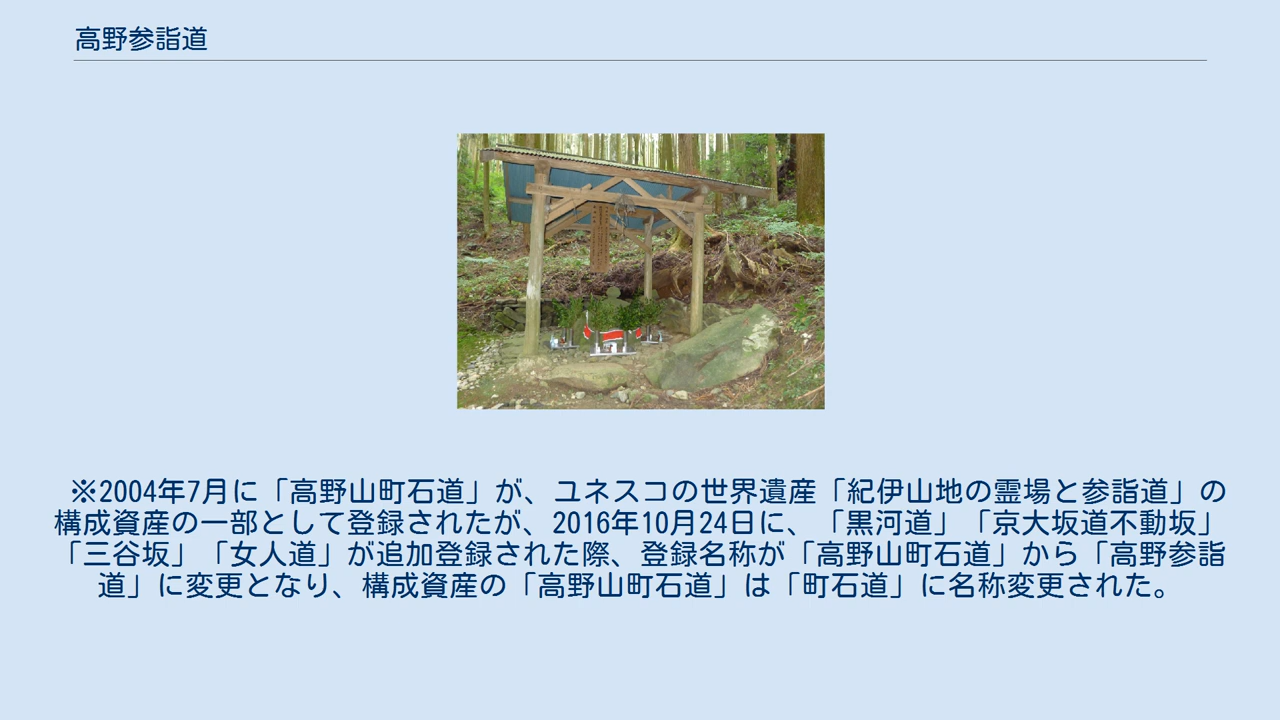 高野参詣道
※2004年7月に「高野山町石道」が、ユネスコの世界遺産「紀伊山地の霊場と参詣道」の
構成資産の一部として登録されたが、2016年10月24日に、「黒河道」「京大坂道不動坂」
「三谷坂」「女人道」が追加登録された際、登録名称が「高野山町石道」から「高野参詣
道」に変更となり、構成資産の「高野山町石道」は「町石道」に名称変更された。